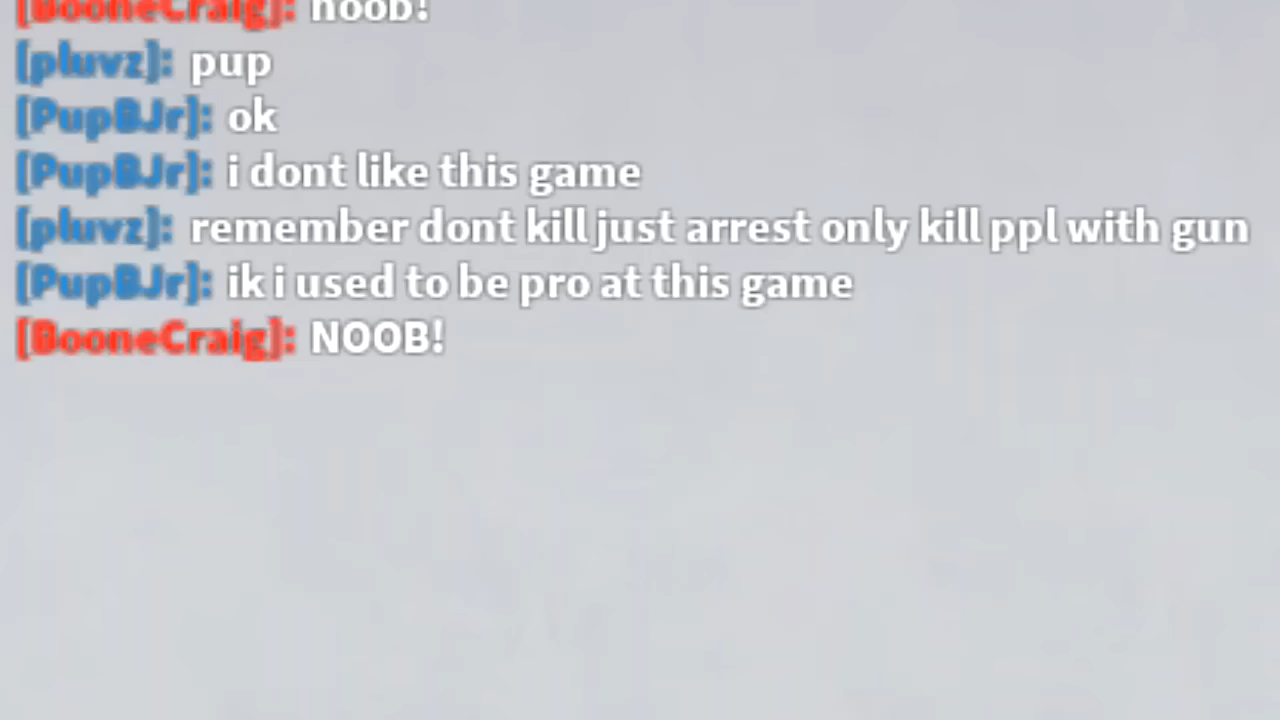 [BooneCraig]: noob!
[pluvz]: pup
[PupBJr]: ok
[PupBJr]: i dont like this game
[pluvz]: remember dont kill just arrest only kill ppl with gun
[PupBJr]: ik i used to be pro at this game
[BooneCraig]: NOOB!